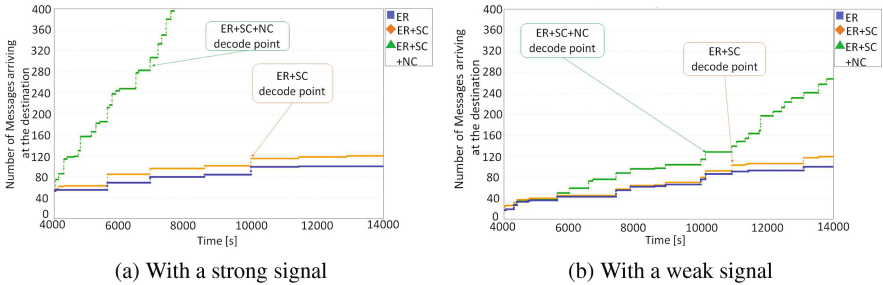 Number of Messages arriving
at the destination
400
360
320
280
240
200
160
120
80
40
0
4000 6000 8000 10000 12000 14000
Time [s]
ER+SC+NC
decode point
ER+SC
decode point
ER
ER+SC
ER+SC
+NC
(a) With a strong signal
Number of Messages arriving
at the destination
400
360
320
280
240
200
160
120
80
40
0
4000 6000 8000 10000 12000 14000
Time [s]
ER+SC+NC
decode point
ER+SC
decode point
ER
ER+SC
ER+SC
+NC
(b) With a weak signal